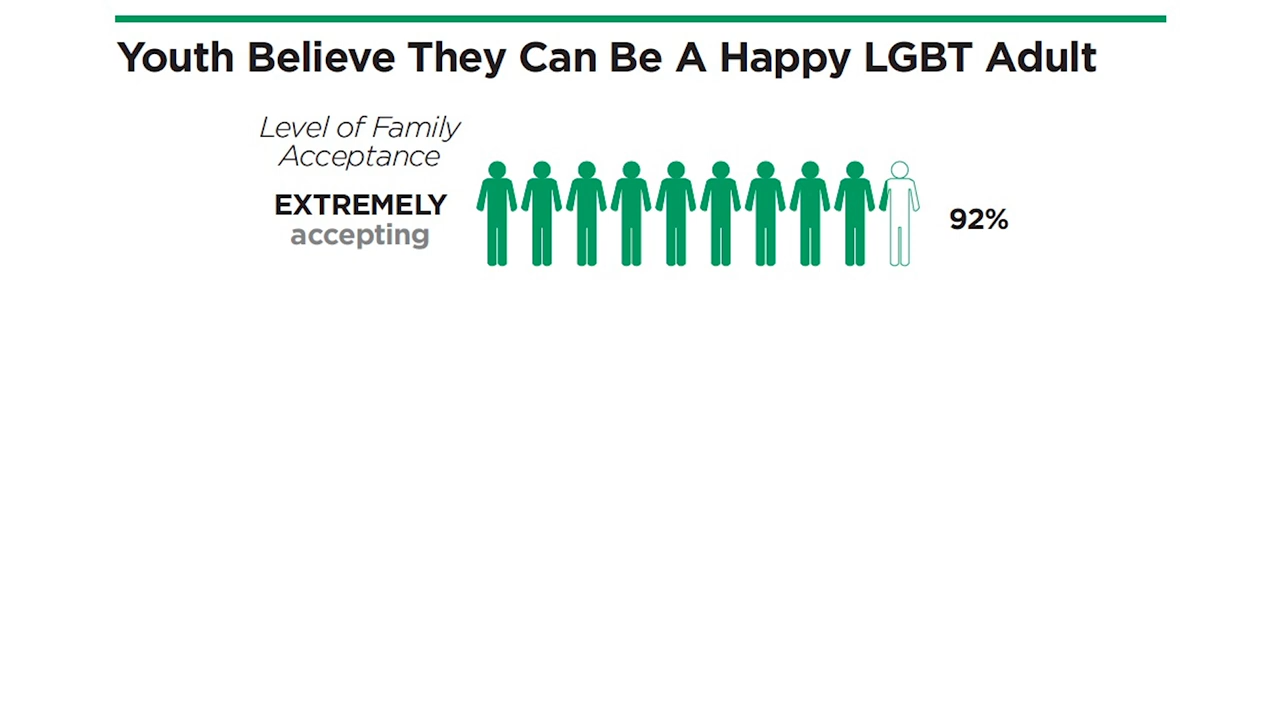 Youth Believe They Can Be A Happy LGBT Adult
Level of Family
Acceptance
EXTREMELY
accepting
92%